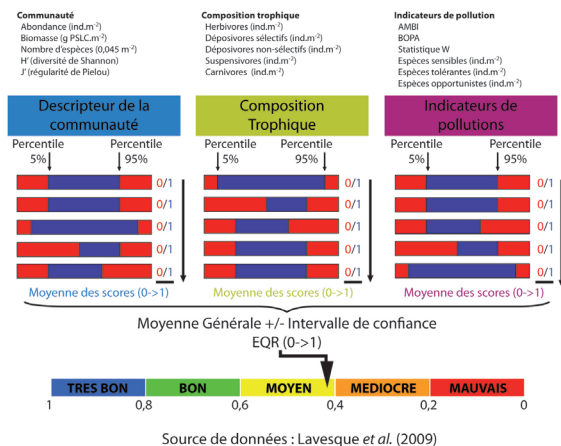 Communauté
Abondance (ind.m-2)
Biomasse (g PSLC.m-2)
Nombre d'espèces (0,045 m-2)
H' (diversité de Shannon)
J' (régularité de Pielou)
Composition trophique
Herbivores (ind.m-2)
Déposivores sélectifs (ind.m-2)
Déposivores non-sélectifs (ind.m-2)
Suspensivores (ind.m-2)
Carnivores (ind.m-2)
Indicateurs de pollution
AMBI
BOPA
Statistique W
Espèces sensibles (ind.m-2)
Espèces tolérantes (ind.m-2)
Espèces opportunistes (ind.m-2)
Descripteur de la
communauté
Composition
Trophique
Indicateurs de
pollutions
Percentile Percentile
5% 95%
0/1
0/1
0/1
0/1
0/1
Moyenne des scores (0->1)
Percentile Percentile
5% 95%
0/1
0/1
0/1
0/1
0/1
Moyenne des scores (0->1)
Percentile Percentile
5% 95%
0/1
0/1
0/1
0/1
0/1
Moyenne des scores (0->1)
Moyenne Générale +/- Intervalle de confiance
EQR (0->1)
TRES BON BON MOYEN MEDIOCRE MAUVAIS
1 0,8 0,6 0,4 0,2 0
Source de données : Lavesque et al. (2009)